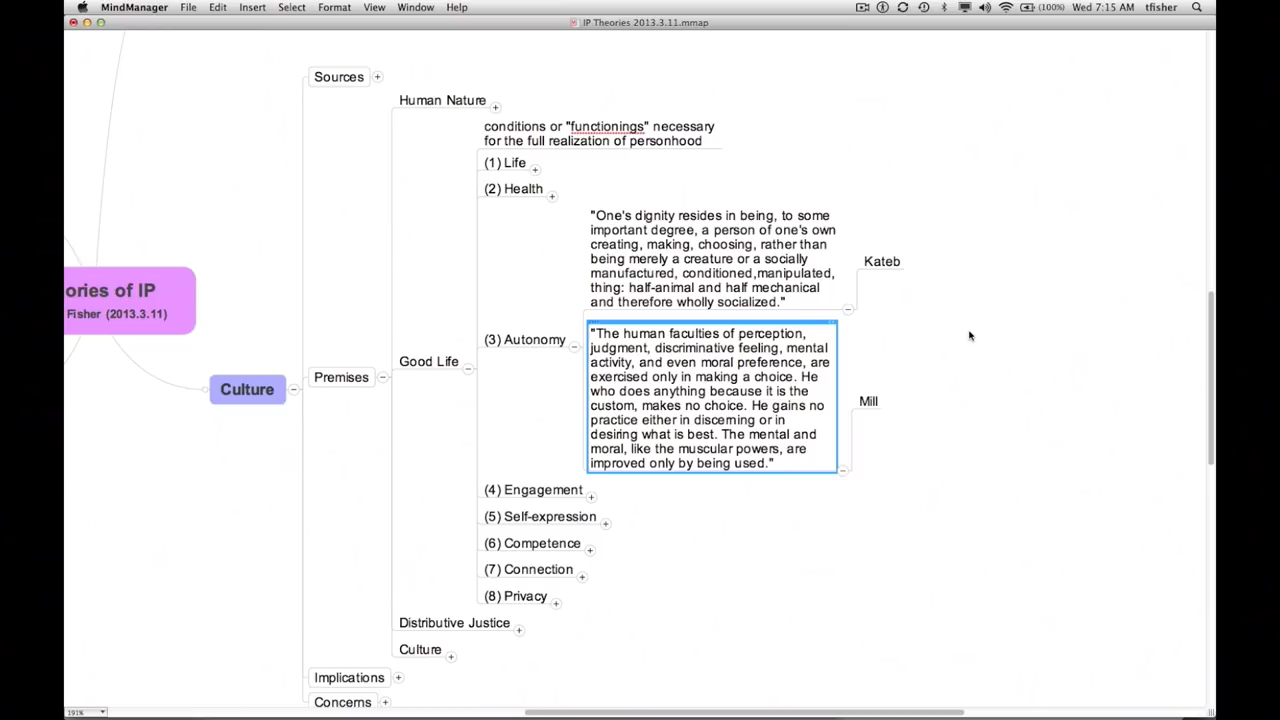 MindManager File Edit Insert Select Format View Window Help (100%) Wed 7:15 AM tfisher
IP Theories 2013.3.11.mmap
Sources
Human Nature
conditions or "functionings" necessary
for the full realization of personhood
(1) Life
(2) Health
"One's dignity resides in being, to some
important degree, a person of one's own
creating, making, choosing, rather than
being merely a creature or a socially
manufactured, conditioned,manipulated,
thing: half-animal and half mechanical
and therefore wholly socialized."
Kateb
ories of IP
Fisher (2013.3.11)
(3) Autonomy
"The human faculties of perception,
judgment, discriminative feeling, mental
activity, and even moral preference, are
exercised only in making a choice. He
who does anything because it is the
custom, makes no choice. He gains no
practice either in discerning or in
desiring what is best. The mental and
moral, like the muscular powers, are
improved only by being used."
Mill
Good Life
Premises
Culture
(4) Engagement
(5) Self-expression
(6) Competence
(7) Connection
(8) Privacy
Distributive Justice
Culture
Implications
Concerns
191%